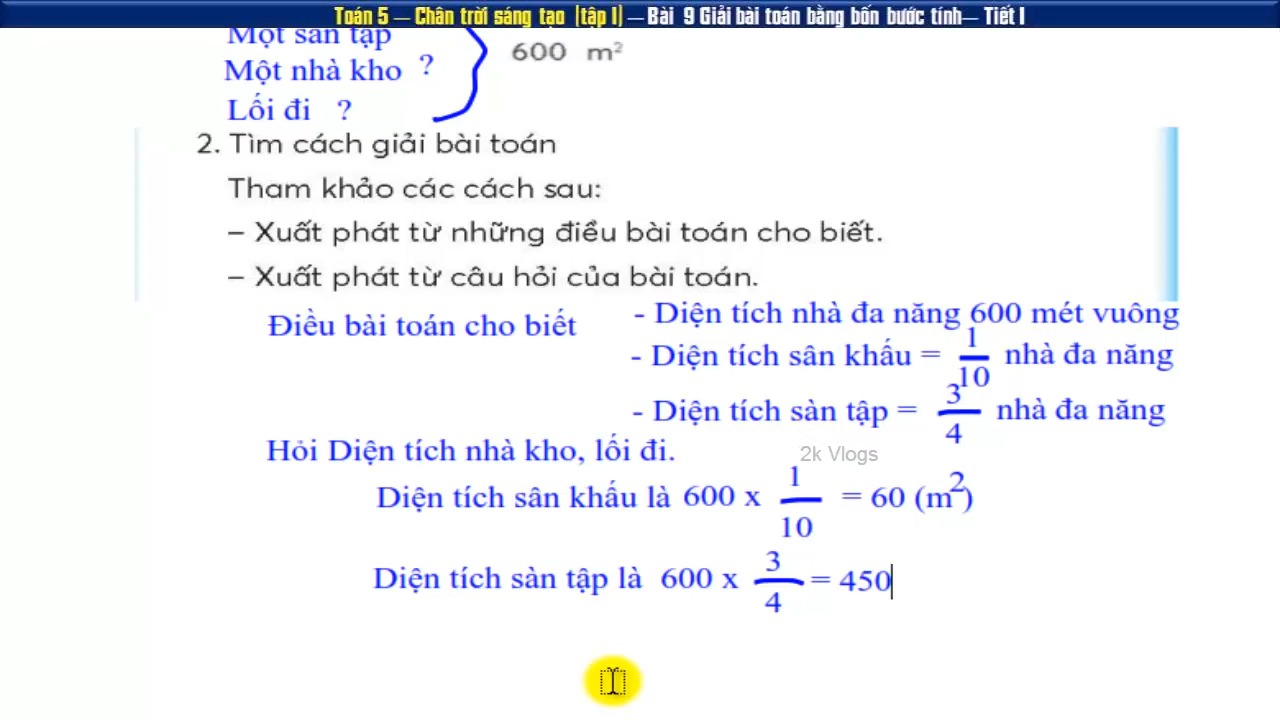 Toán 5 – Chân trời sáng tạo (tập 1) – Bài 9 Giải bài toán bằng bốn bước tính– Tiết 1
Một sàn tập
600 m²
Một nhà kho ?
Lối đi ?
2. Tìm cách giải bài toán
Tham khảo các cách sau:
– Xuất phát từ những điều bài toán cho biết.
– Xuất phát từ câu hỏi của bài toán.
Điều bài toán cho biết
- Diện tích nhà đa năng 600 mét vuông
- Diện tích sân khấu = 1/10 nhà đa năng
- Diện tích sàn tập = 3/4 nhà đa năng
Hỏi Diện tích nhà kho, lối đi.
2k Vlogs
Diện tích sân khấu là 600 x 1/10 = 60 (m²)
Diện tích sàn tập là 600 x 3/4 = 450